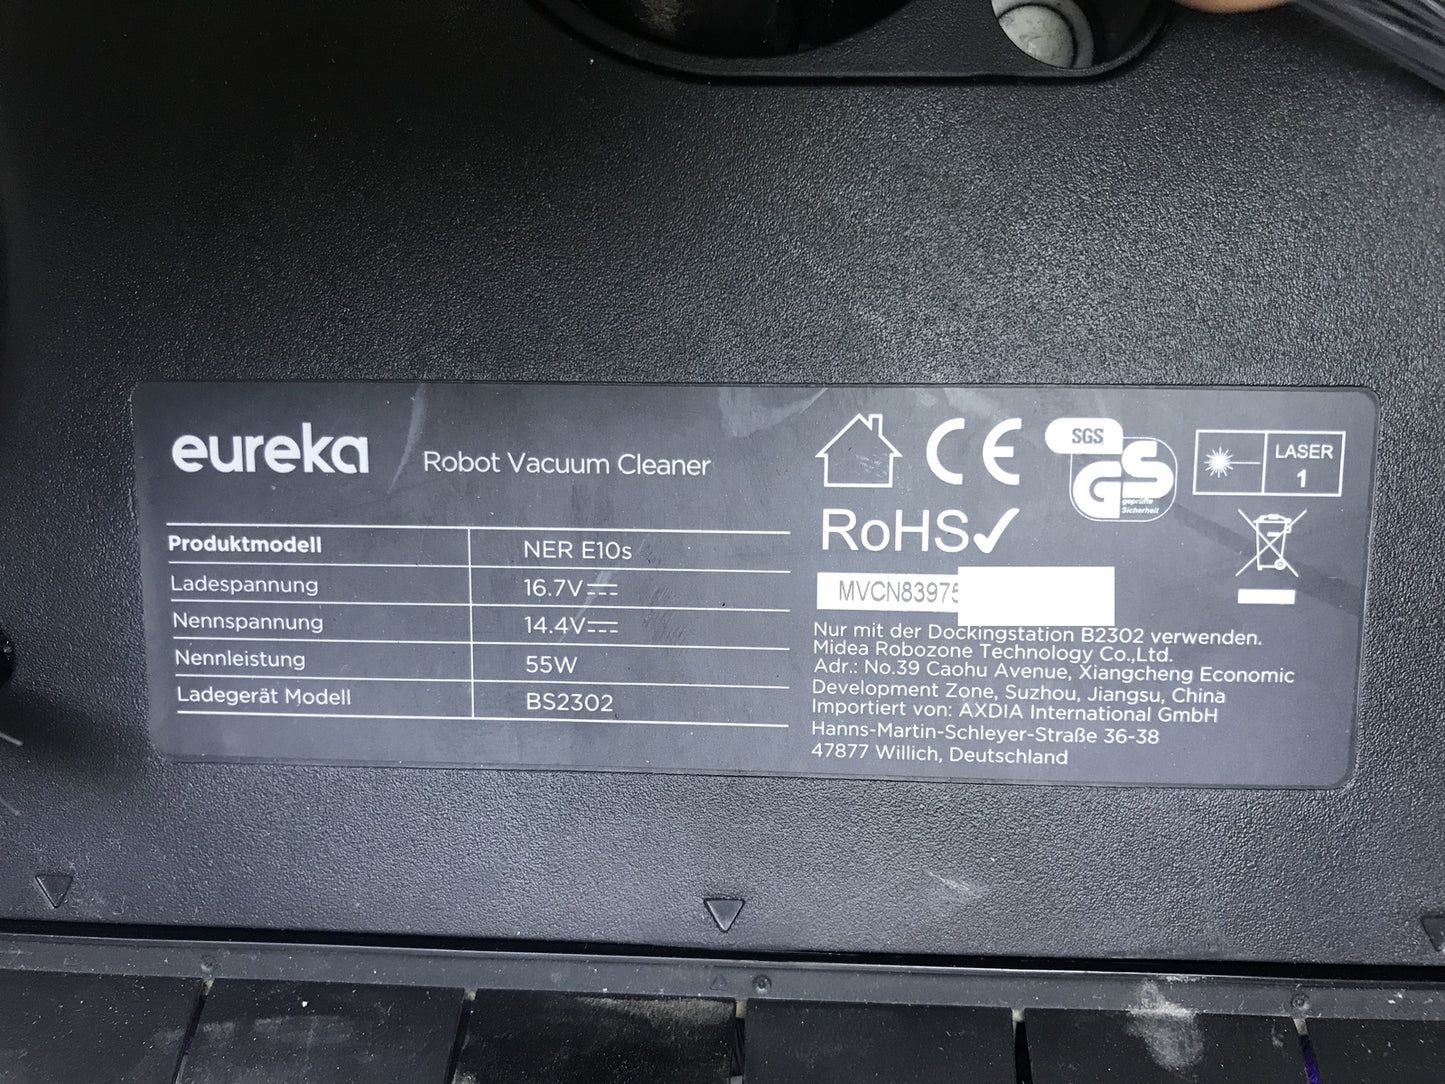 eureka Robot Vacuum Cleaner
Produktmodell NER E10s
Ladespannung 16.7V
Nennspannung 14.4V
Nennleistung 55W
Ladegerät Modell BS2302
CE
SGS
GS
geprüfte
Sicherheit
LASER
1
RoHS✓
MVCN83975
Nur mit der Dockingstation B2302 verwenden.
Midea Robozone Technology Co.,Ltd.
Adr.: No.39 Caohu Avenue, Xiangcheng Economic
Development Zone, Suzhou, Jiangsu, China
Importiert von: AXDIA International GmbH
Hanns-Martin-Schleyer-Straße 36-38
47877 Willich, Deutschland